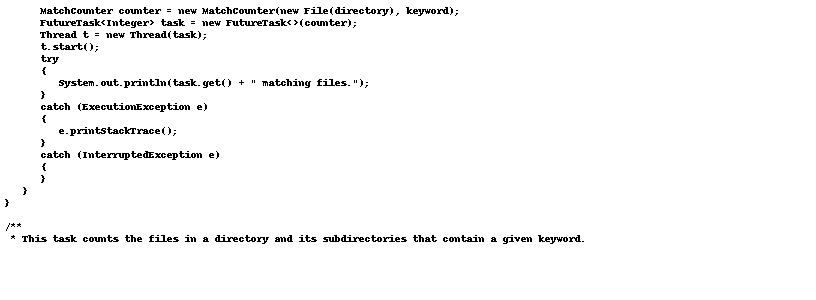 MatchCounter counter = new MatchCounter(new File(directory), keyword);
FutureTask<Integer> task = new FutureTask<>(counter);
Thread t = new Thread(task);
t.start();
try
{
System.out.println(task.get() + " matching files.");
}
catch (ExecutionException e)
{
e.printStackTrace();
}
catch (InterruptedException e)
{
}
}
}
/**
* This task counts the files in a directory and its subdirectories that contain a given keyword.